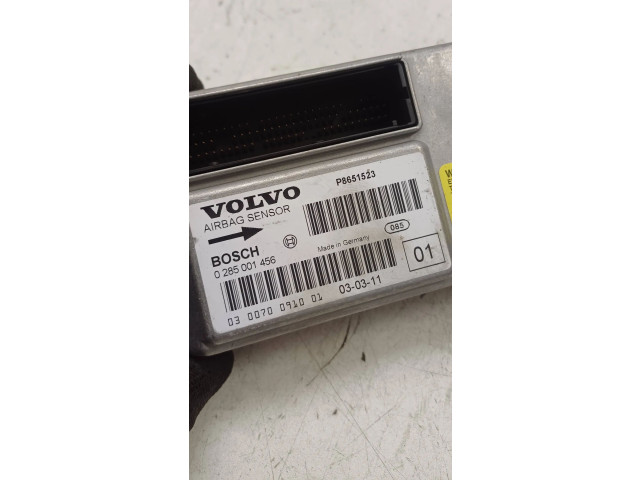 VOLVO
AIRBAG SENSOR
P8651523
BOSCH
0 285 001 456
Made in Germany
085
01
03-03-11
03 0070 0910 01